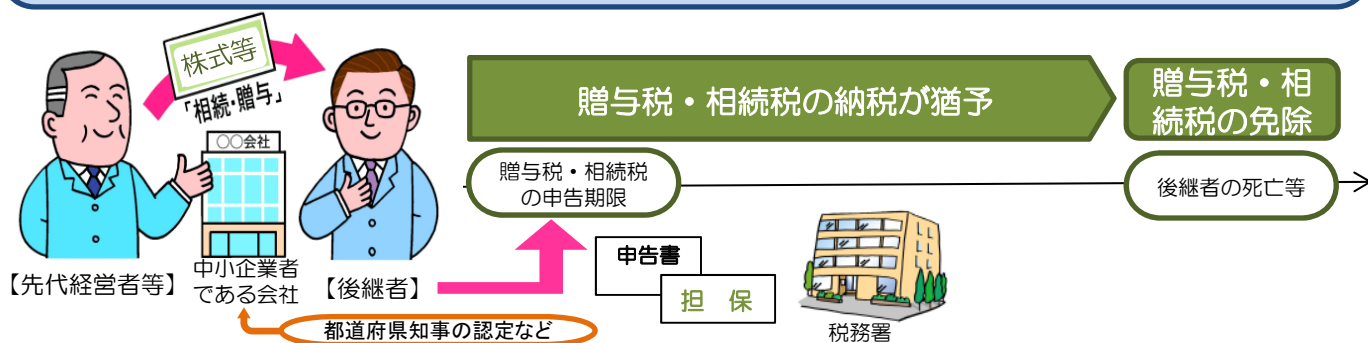 株式等
「相続・贈与」
〇〇会社
【先代経営者等】
中小企業者
である会社
【後継者】
都道府県知事の認定など
贈与税・相続税の納税が猶予
贈与税・相
続税の免除
贈与税・相続税
の申告期限
後継者の死亡等
申告書
担 保
税務署